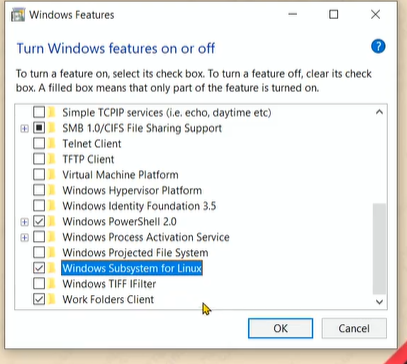 Windows Features
Turn Windows features on or off
To turn a feature on, select its check box. To turn a feature off, clear its check
box. A filled box means that only part of the feature is turned on.
Simple TCPIP services (i.e. echo, daytime etc)
SMB 1.0/CIFS File Sharing Support
Telnet Client
TFTP Client
Virtual Machine Platform
Windows Hypervisor Platform
Windows Identity Foundation 3.5
Windows PowerShell 2.0
Windows Process Activation Service
Windows Projected File System
Windows Subsystem for Linux
Windows TIFF IFilter
Work Folders Client
OK
Cancel